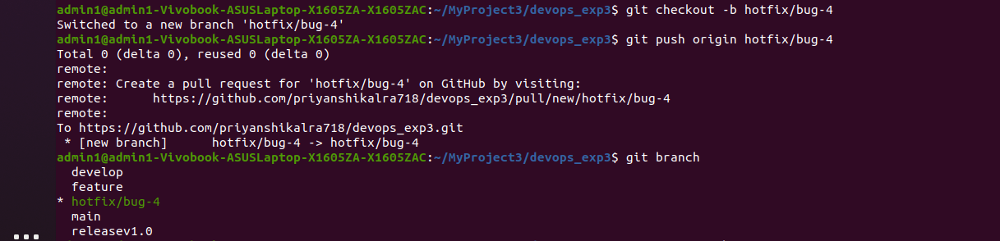 admin1@admin1-Vivobook-ASUSLaptop-X1605ZA-X1605ZAC:~/MyProject3/devops_exp3$ git checkout -b hotfix/bug-4
Switched to a new branch 'hotfix/bug-4'
admin1@admin1-Vivobook-ASUSLaptop-X1605ZA-X1605ZAC:~/MyProject3/devops_exp3$ git push origin hotfix/bug-4
Total 0 (delta 0), reused 0 (delta 0)
remote:
remote: Create a pull request for 'hotfix/bug-4' on GitHub by visiting:
remote:      https://github.com/priyanshikalra718/devops_exp3/pull/new/hotfix/bug-4
remote:
To https://github.com/priyanshikalra718/devops_exp3.git
 * [new branch]      hotfix/bug-4 -> hotfix/bug-4
admin1@admin1-Vivobook-ASUSLaptop-X1605ZA-X1605ZAC:~/MyProject3/devops_exp3$ git branch
  develop
  feature
* hotfix/bug-4
  main
  releasev1.0